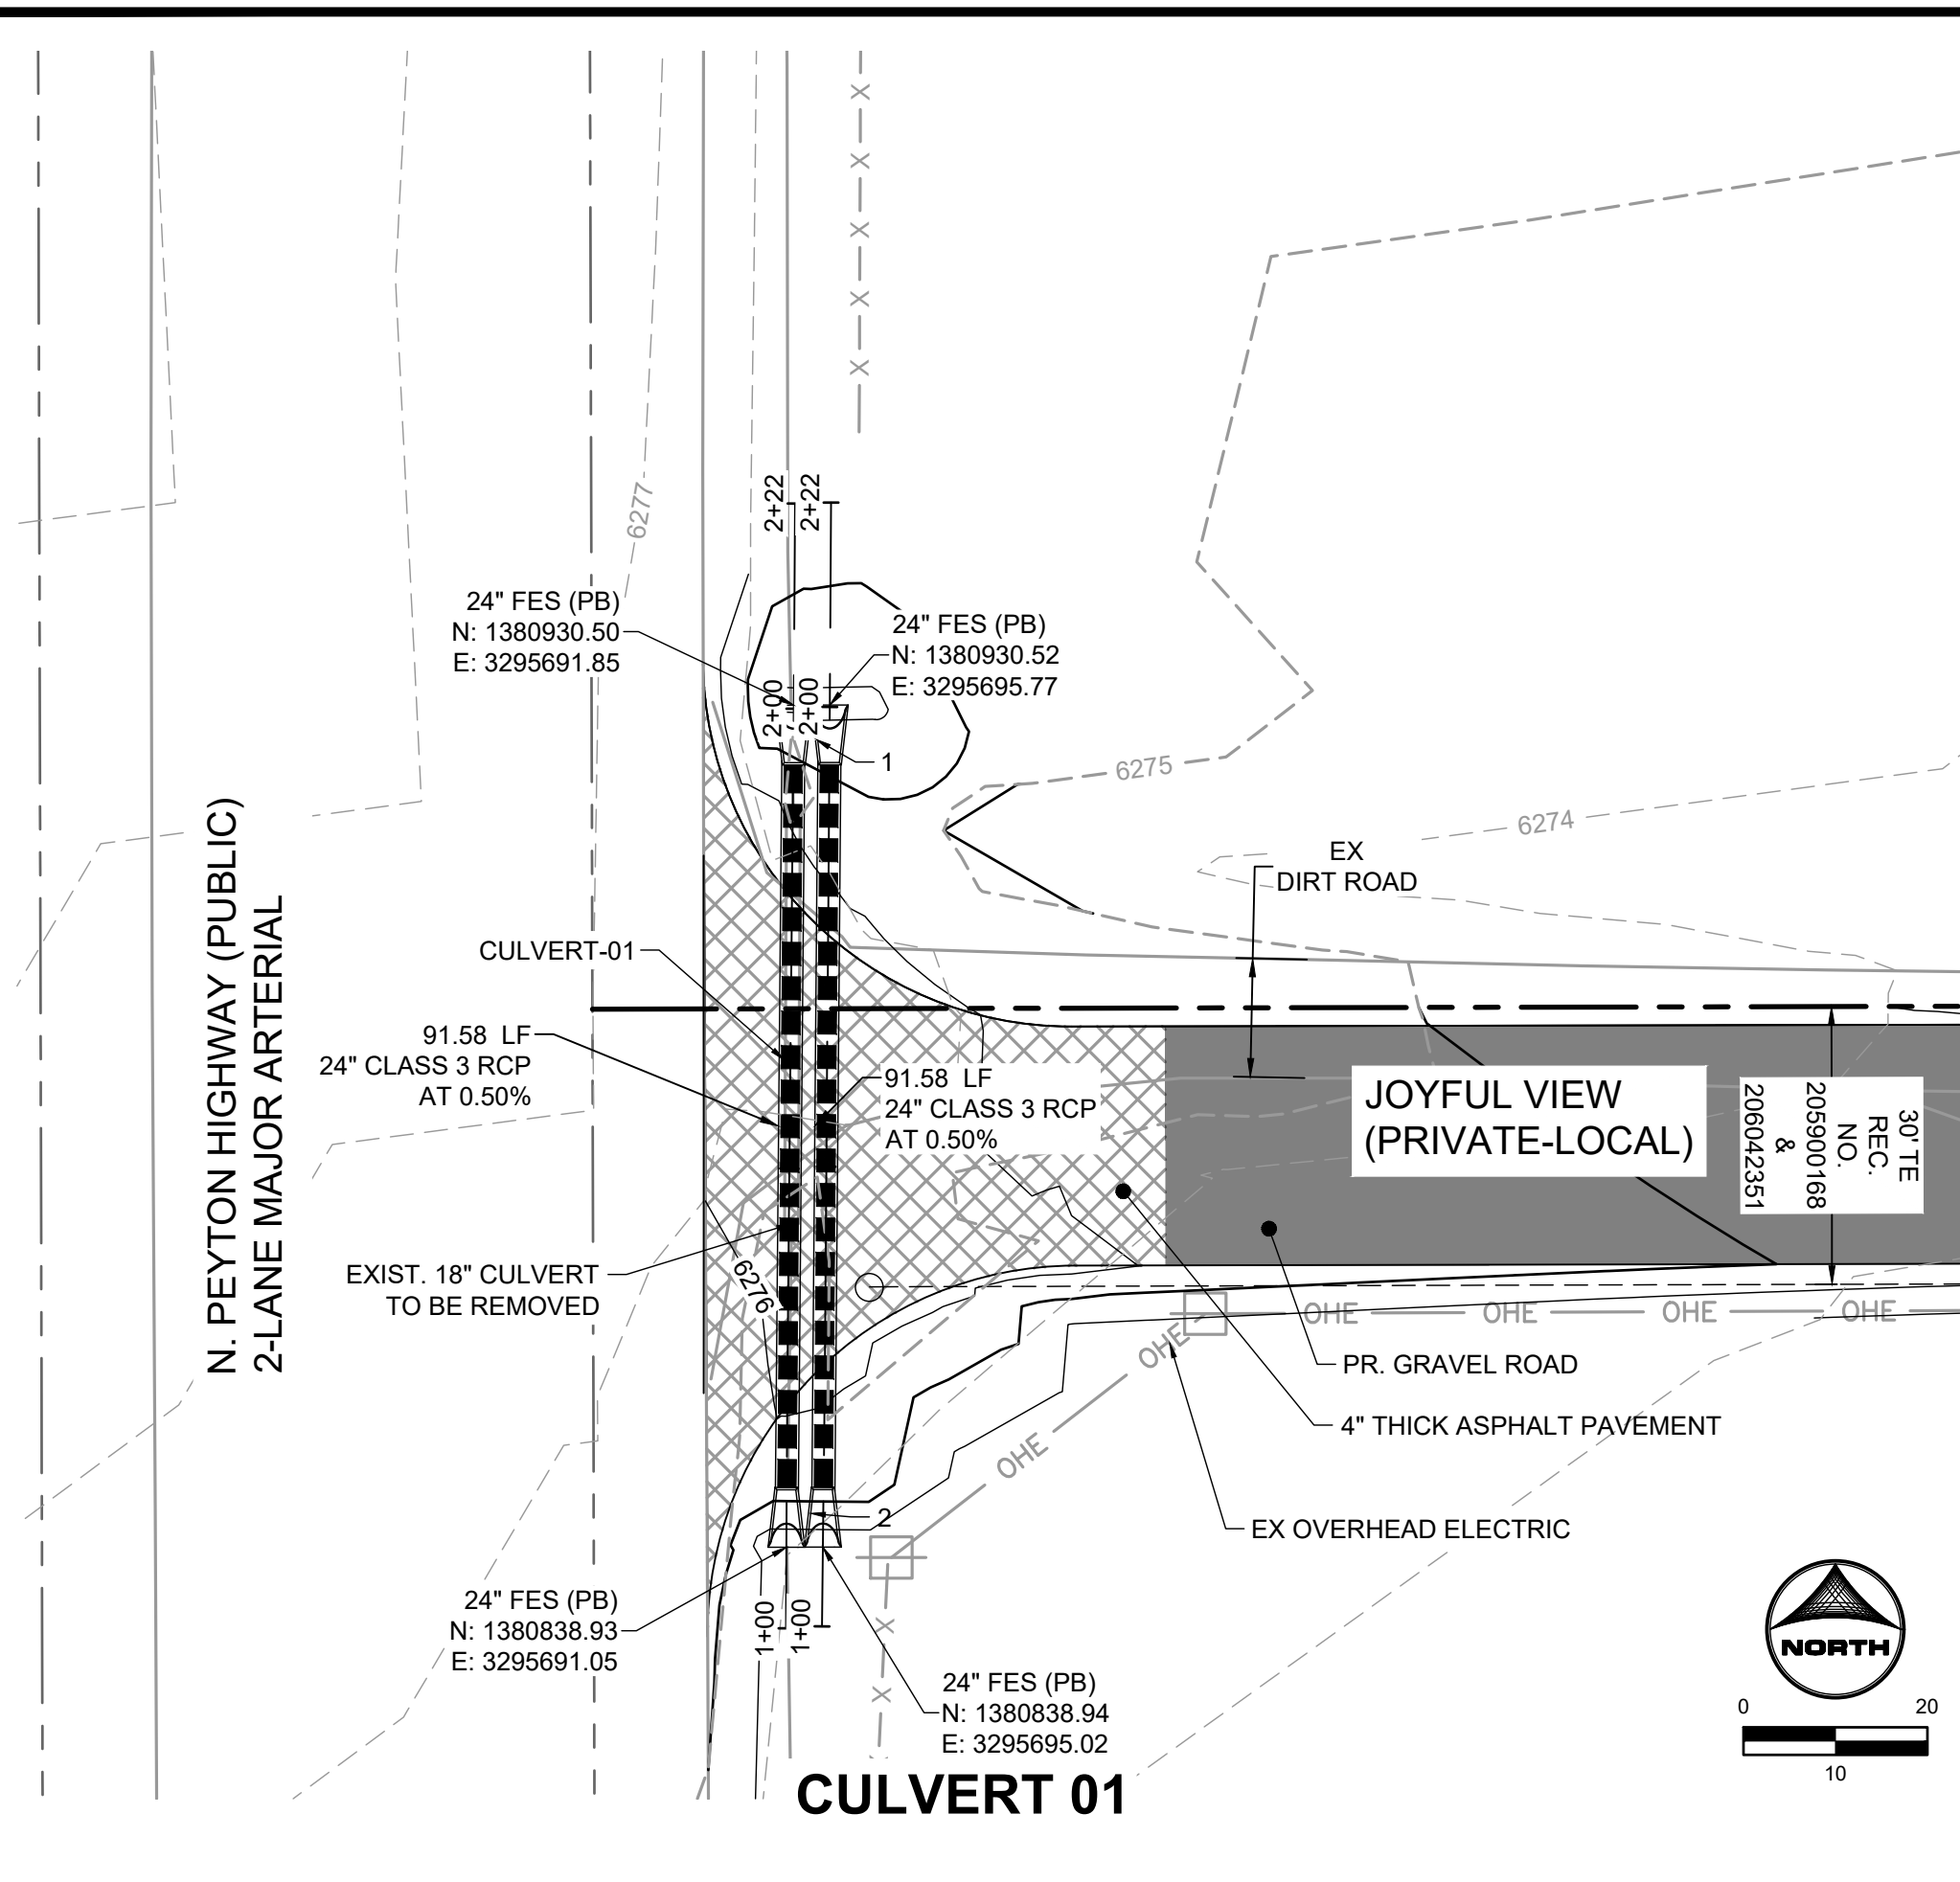 2+22
2+22
6277
24" FES (PB)
N: 1380930.50
E: 3295691.85
24" FES (PB)
N: 1380930.52
E: 3295695.77
2+00
2+00
1
6275
6274
EX
DIRT ROAD
N. PEYTON HIGHWAY (PUBLIC)
2-LANE MAJOR ARTERIAL
CULVERT-01
91.58 LF
24" CLASS 3 RCP
AT 0.50%
91.58 LF
24" CLASS 3 RCP
AT 0.50%
JOYFUL VIEW
(PRIVATE-LOCAL)
30' TE
REC.
NO.
205900168
&
206042351
EXIST. 18" CULVERT
TO BE REMOVED
6276
OHE
OHE
OHE
OHE
OHE
OHE
PR. GRAVEL ROAD
4" THICK ASPHALT PAVEMENT
EX OVERHEAD ELECTRIC
2
24" FES (PB)
N: 1380838.93
E: 3295691.05
1+00
1+00
24" FES (PB)
N: 1380838.94
E: 3295695.02
X
X
X
X
X
X
X
X
NORTH
0
20
10
CULVERT 01